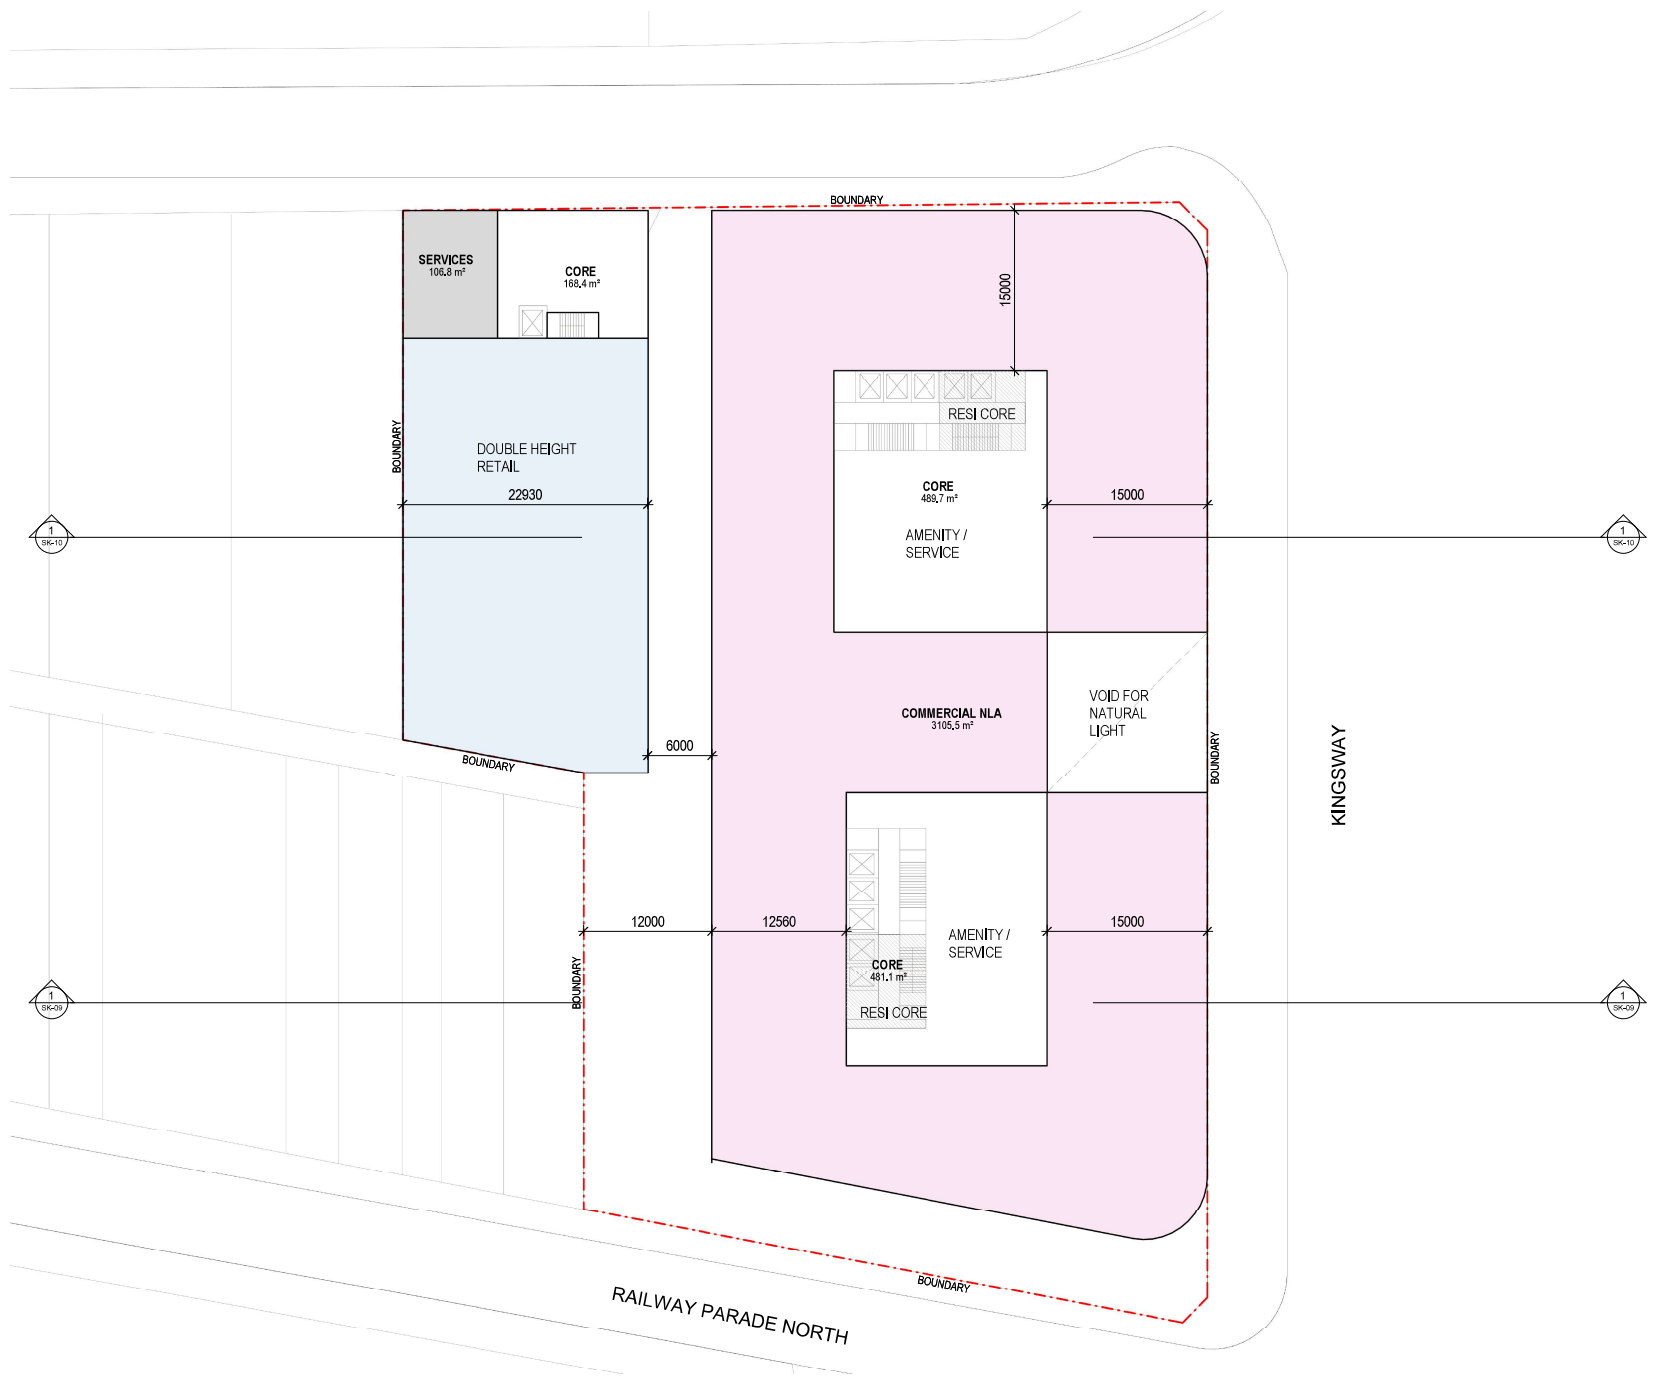 BOUNDARY
SERVICES
106.8 m²
CORE
168.4 m²
15000
RESI CORE
BOUNDARY
DOUBLE HEIGHT
RETAIL
22930
CORE
489.7 m²
15000
AMENITY /
SERVICE
1
SK-10
1
SK-10
COMMERCIAL NLA
3105.5 m²
VOID FOR
NATURAL
LIGHT
BOUNDARY
KINGSWAY
6000
BOUNDARY
12000
12560
15000
AMENITY /
SERVICE
CORE
481.1 m²
RESI CORE
BOUNDARY
1
SK-09
1
SK-09
BOUNDARY
RAILWAY PARADE NORTH